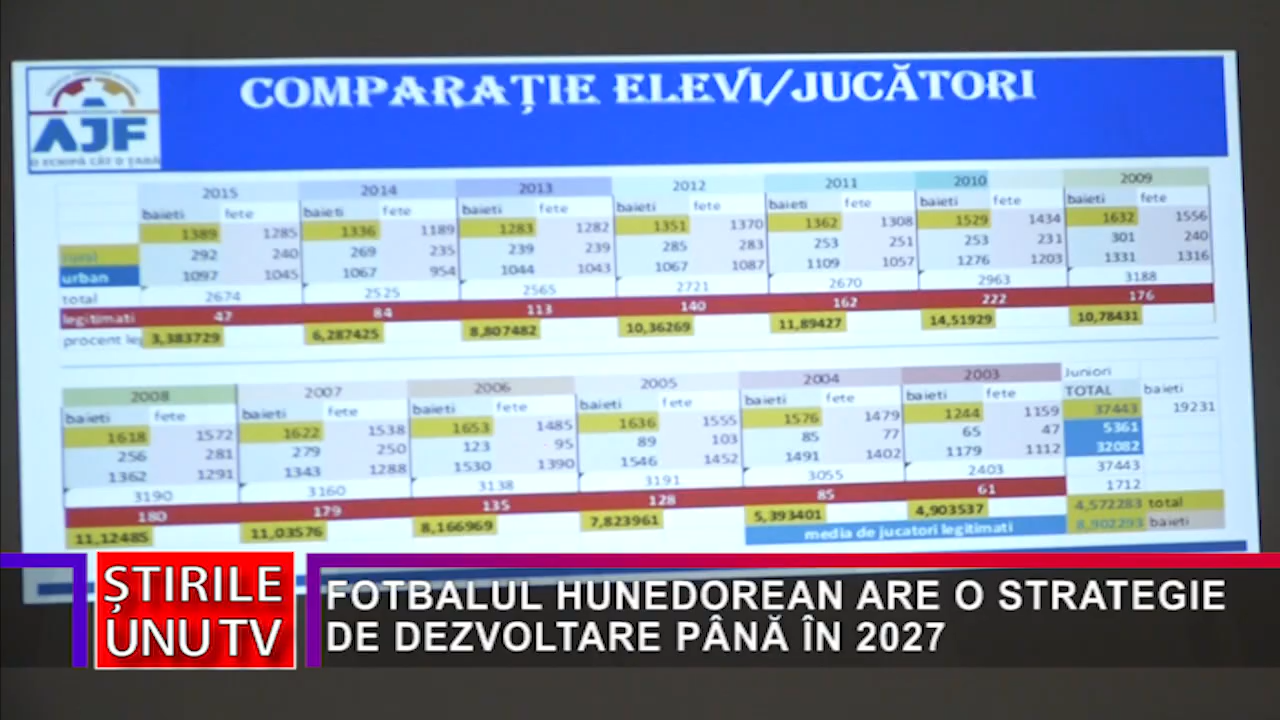 COMPARAȚIE ELEVI/JUCĂTORI
AJF
O ECHIPĂ CÂT O ȚARĂ
2015 2014 2013 2012 2011 2010 2009
baieti fete baieti fete baieti fete baieti fete baieti fete baieti fete baieti fete
1389 1285 1336 1189 1283 1282 1351 1370 1362 1308 1529 1434 1632 1556
rural 292 240 269 235 239 239 285 283 253 251 253 231 301 240
urban 1097 1045 1067 954 1044 1043 1067 1087 1109 1057 1276 1203 1331 1316
total 2674 2525 2565 2721 2670 2963 3188
legitimati 47 84 113 140 162 222 176
procent leg 3,383729 6,287425 8,807482 10,36269 11,89427 14,51929 10,78431
2008 2007 2006 2005 2004 2003 Juniori
baieti fete baieti fete baieti fete baieti fete baieti fete baieti fete TOTAL baieti
1618 1572 1622 1538 1653 1485 1636 1555 1576 1479 1244 1159 37443 19231
256 281 279 250 123 95 89 103 85 77 65 47 5361
1362 1291 1343 1288 1530 1390 1546 1452 1491 1402 1179 1112 32082
3190 3160 3138 3191 3055 2403 37443
180 179 135 128 85 61 1712
11,12485 11,03576 8,166969 7,823961 5,393401 4,903537 4,572283 total
media de jucatori legitimati 8,902293 baieti
ȘTIRILE
UNU TV
FOTBALUL HUNEDOREAN ARE O STRATEGIE
DE DEZVOLTARE PÂNĂ ÎN 2027